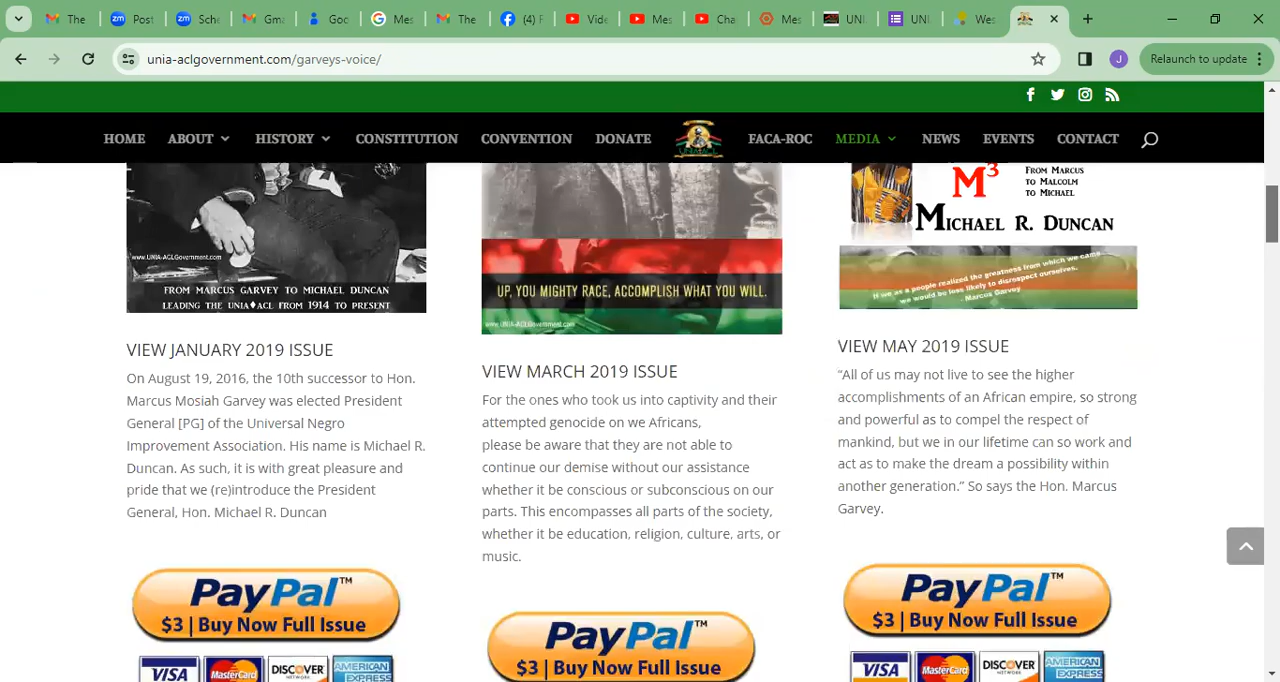 The
Post
Sche
Gma
Goo
Mes
The
(4) F
Vide
Mes
Cha
Mes
UNI
UNI
Wes
unia-aclgovernment.com/garveys-voice/
J
Relaunch to update
HOME
ABOUT
HISTORY
CONSTITUTION
CONVENTION
DONATE
FACA-ROC
MEDIA
NEWS
EVENTS
CONTACT
www.UNIA-ACLGovernment.com
FROM MARCUS GARVEY TO MICHAEL DUNCAN
LEADING THE UNIA♦ACL FROM 1914 TO PRESENT
VIEW JANUARY 2019 ISSUE
On August 19, 2016, the 10th successor to Hon.
Marcus Mosiah Garvey was elected President
General [PG] of the Universal Negro
Improvement Association. His name is Michael R.
Duncan. As such, it is with great pleasure and
pride that we (re)introduce the President
General, Hon. Michael R. Duncan
PayPal™
$3 | Buy Now Full Issue
VISA
MasterCard
DISCOVER
NETWORK
AMERICAN
EXPRESS
UP, YOU MIGHTY RACE, ACCOMPLISH WHAT YOU WILL.
www.UNIA-ACLGovernment.com
VIEW MARCH 2019 ISSUE
For the ones who took us into captivity and their
attempted genocide on we Africans,
please be aware that they are not able to
continue our demise without our assistance
whether it be conscious or subconscious on our
parts. This encompasses all parts of the society,
whether it be education, religion, culture, arts, or
music.
PayPal™
$3 | Buy Now Full Issue
M3
From Marcus
to Malcolm
to Michael
Michael R. Duncan
If we as a people realized the greatness from which we came
we would be less likely to disrespect ourselves.
- Marcus Garvey
VIEW MAY 2019 ISSUE
“All of us may not live to see the higher
accomplishments of an African empire, so strong
and powerful as to compel the respect of
mankind, but we in our lifetime can so work and
act as to make the dream a possibility within
another generation.” So says the Hon. Marcus
Garvey.
PayPal™
$3 | Buy Now Full Issue
VISA
MasterCard
DISCOVER
NETWORK
AMERICAN
EXPRESS